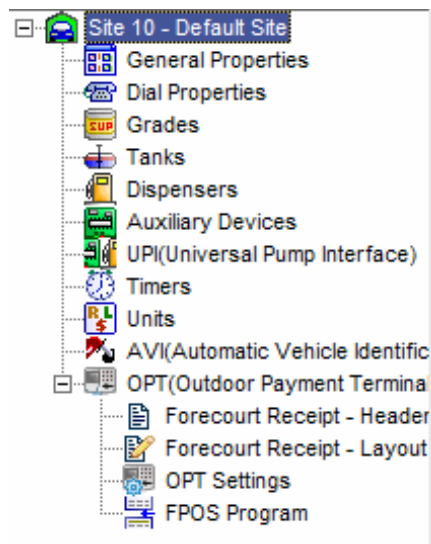 Site 10 - Default Site
General Properties
Dial Properties
SUP Grades
Tanks
Dispensers
Auxiliary Devices
UPI(Universal Pump Interface)
Timers
R L $ Units
AVI(Automatic Vehicle Identific
OPT(Outdoor Payment Terminal
Forecourt Receipt - Header
Forecourt Receipt - Layout
OPT Settings
FPOS Program